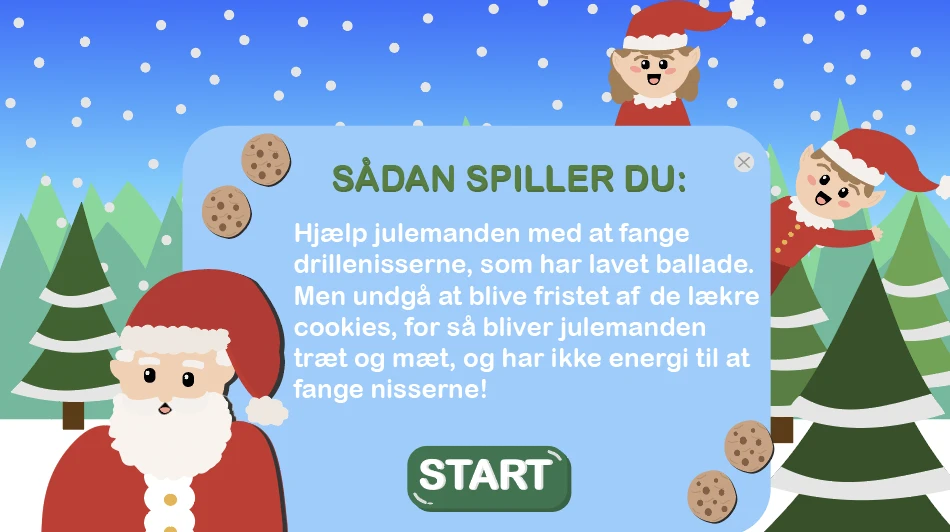 SÅDAN SPILLER DU:
Hjælp julemanden med at fange
drillenisserne, som har lavet ballade.
Men undgå at blive fristet af de lækre
cookies, for så bliver julemanden
træt og mæt, og har ikke energi til at
fange nisserne!
START